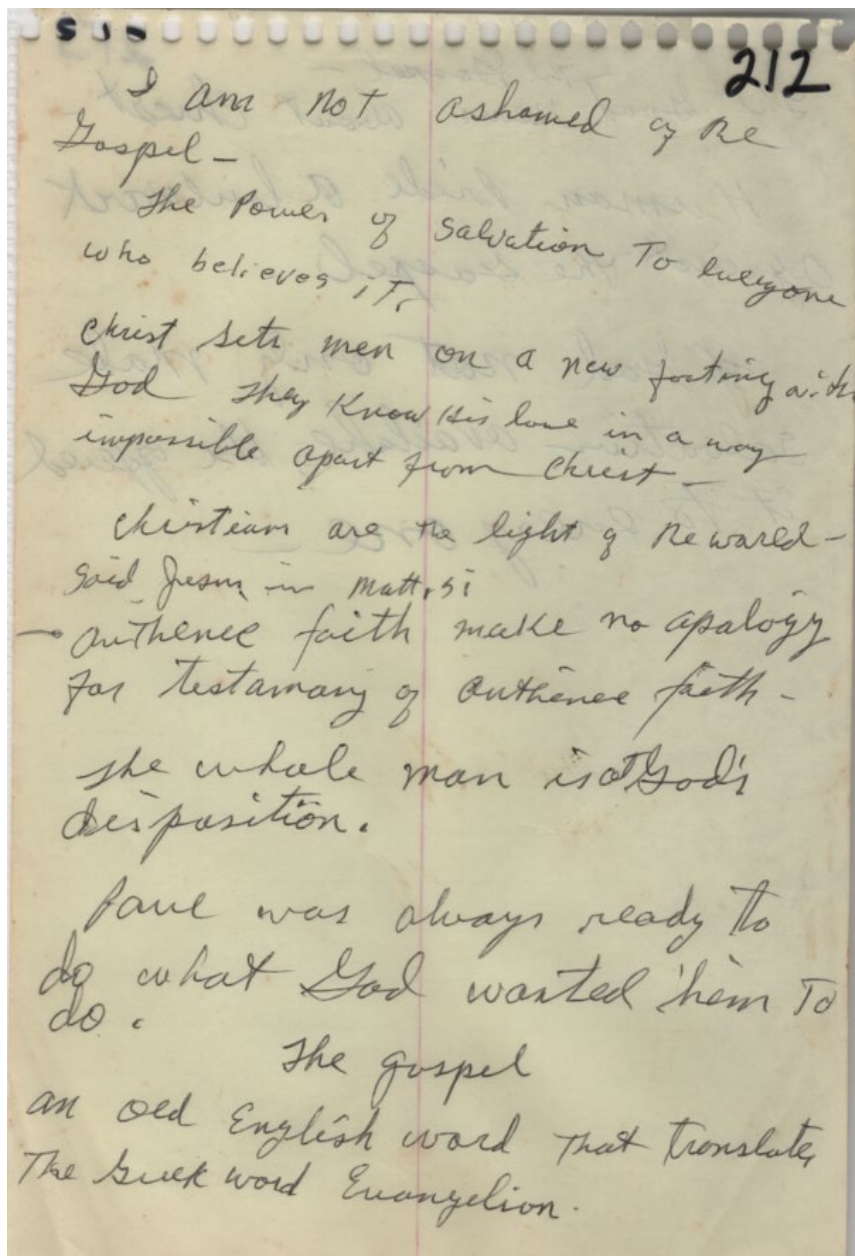 212
I am not ashamed of the
Gospel -
The Power of salvation To everyone
who believes it.
Christ sets men on a new footing with
God They Know His love in a way
impossible apart from Christ -
Christians are the light of the world -
said Jesus in Matt. 5:
- authence faith make no apalogy
for testamony of authence faith -
The whole man is at God's
disposition.
Paul was always ready to
do what God wanted him To
do.
The gospel
an old English word that translates
The Greek word Evangelion.